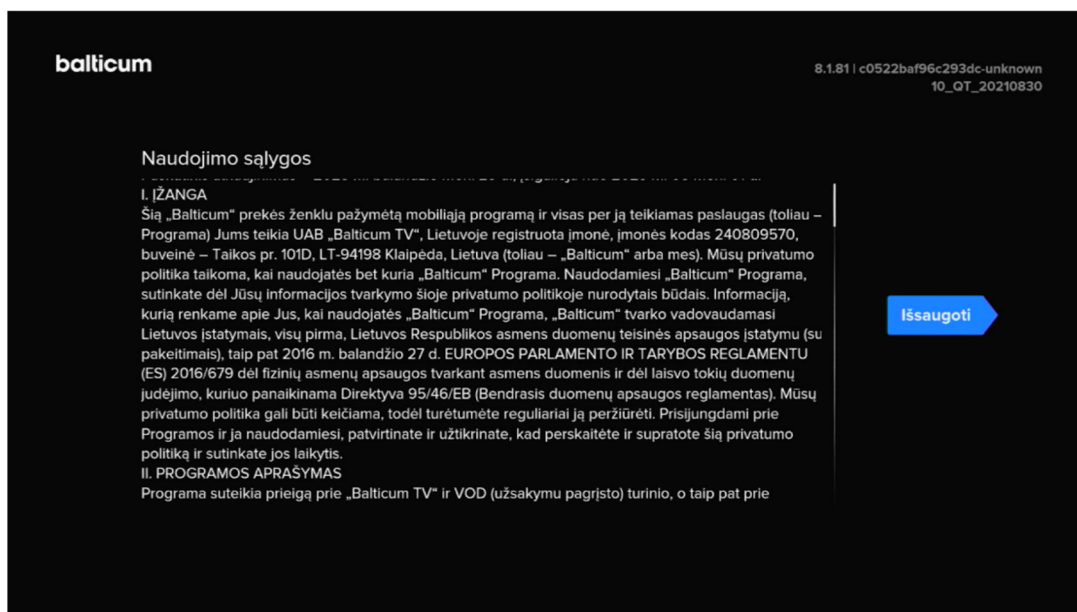 balticum
8.1.81 | c0522baf96c293dc-unknown
10_QT_20210830
Naudojimo sąlygos
I. ĮŽANGA
Šią „Balticum“ prekės ženklu pažymėtą mobiliąją programą ir visas per ją teikiamas paslaugas (toliau –
Programa) Jums teikia UAB „Balticum TV“, Lietuvoje registruota įmonė, įmonės kodas 240809570,
buveinė – Taikos pr. 101D, LT-94198 Klaipėda, Lietuva (toliau – „Balticum“ arba mes). Mūsų privatumo
politika taikoma, kai naudojatės bet kuria „Balticum“ Programa. Naudodamiesi „Balticum“ Programa,
sutinkate dėl Jūsų informacijos tvarkymo šioje privatumo politikoje nurodytais būdais. Informaciją,
kurią renkame apie Jus, kai naudojatės „Balticum“ Programa, „Balticum“ tvarko vadovaudamasi
Lietuvos įstatymais, visų pirma, Lietuvos Respublikos asmens duomenų teisinės apsaugos įstatymu (su
pakeitimais), taip pat 2016 m. balandžio 27 d. EUROPOS PARLAMENTO IR TARYBOS REGLAMENTU
(ES) 2016/679 dėl fizinių asmenų apsaugos tvarkant asmens duomenis ir dėl laisvo tokių duomenų
judėjimo, kuriuo panaikinama Direktyva 95/46/EB (Bendrasis duomenų apsaugos reglamentas). Mūsų
privatumo politika gali būti keičiama, todėl turėtumėte reguliariai ją peržiūrėti. Prisijungdami prie
Programos ir ja naudodamiesi, patvirtinate ir užtikrinate, kad perskaitėte ir supratote šią privatumo
politiką ir sutinkate jos laikytis.
II. PROGRAMOS APRAŠYMAS
Programa suteikia prieigą prie „Balticum TV“ ir VOD (užsakymu pagrįsto) turinio, o taip pat prie
Išsaugoti